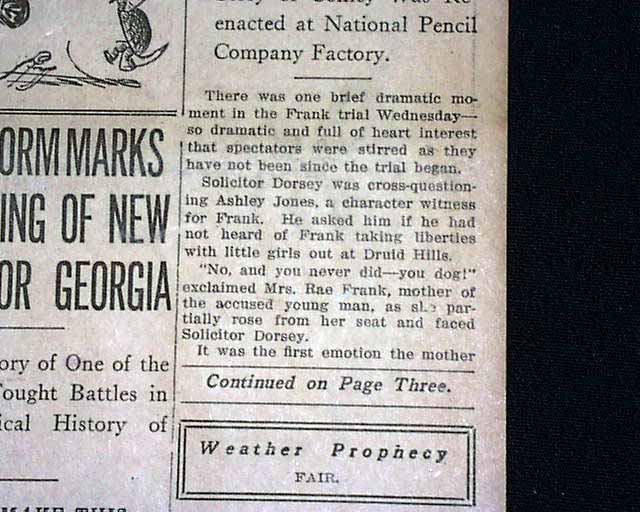 ORM MARKS
ING OF NEW
OR GEORGIA
ory of One of the
ought Battles in
ical History of
enacted at National Pencil
Company Factory.
There was one brief dramatic mo-
ment in the Frank trial Wednesday—
so dramatic and full of heart interest
that spectators were stirred as they
have not been since the trial began.
Solicitor Dorsey was cross-question-
ing Ashley Jones, a character witness
for Frank. He asked him if he had
not heard of Frank taking liberties
with little girls out at Druid Hills.
"No, and you never did—you dog!"
exclaimed Mrs. Rae Frank, mother of
the accused young man, as she par-
tially rose from her seat and faced
Solicitor Dorsey.
It was the first emotion the mother
Continued on Page Three.
Weather Prophecy
FAIR.